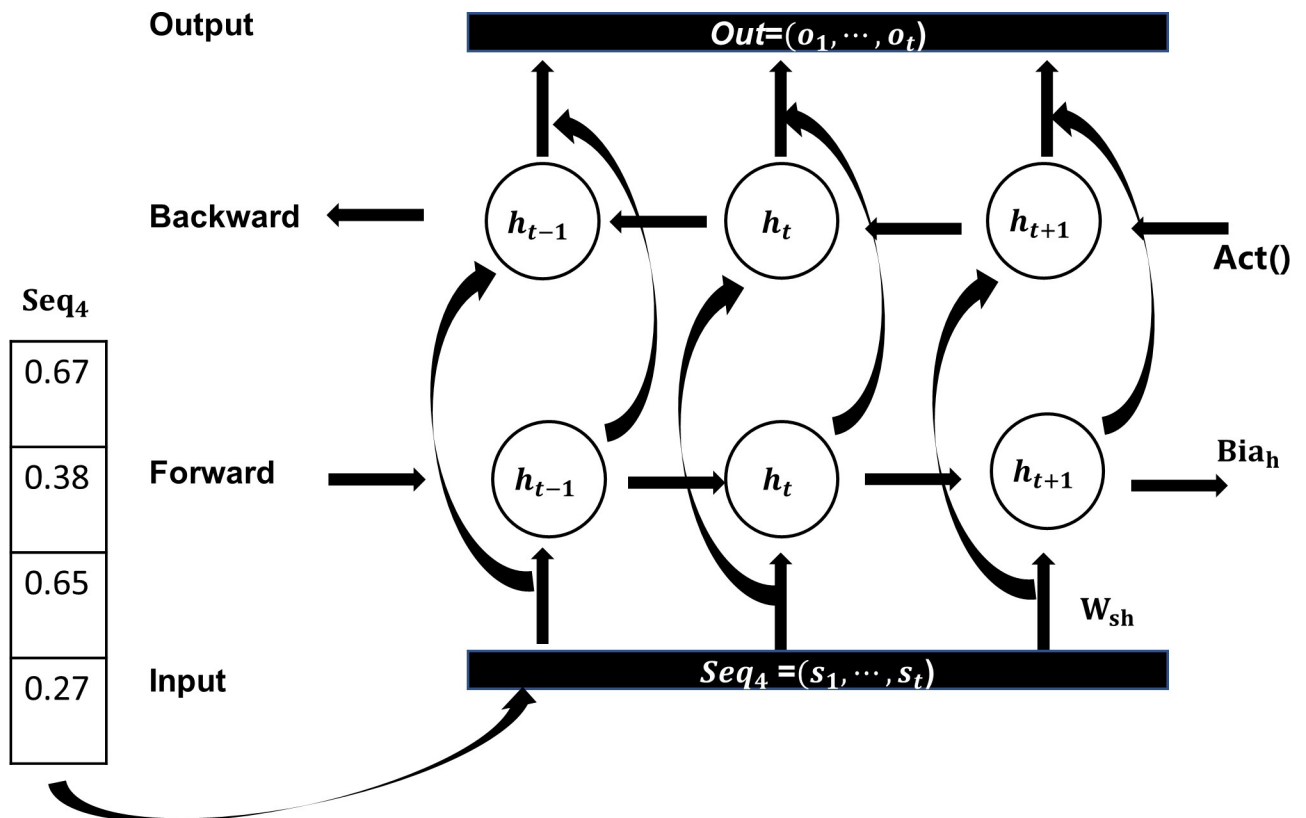 Output
Out=(o₁, ⋯, oₜ)
Backward
hₜ₋₁
hₜ
hₜ₊₁
Act()
Seq₄
0.67
0.38
0.65
0.27
Forward
hₜ₋₁
hₜ
hₜ₊₁
Biaₕ
Wₛₕ
Input
Seq₄ =(s₁, ⋯, sₜ)